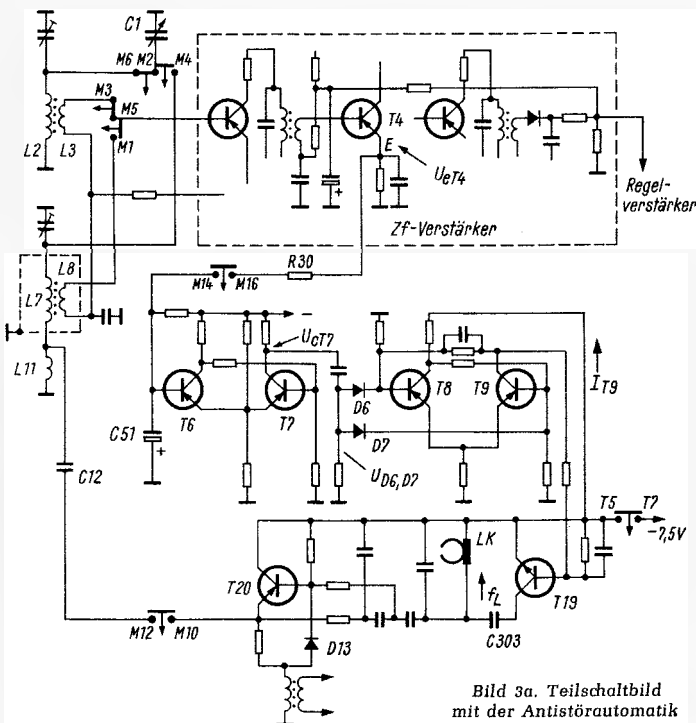 C1
M6 M2 M4
M3
M5
M1
L2 L3
T4
E
UeT4
Regel-
verstärker
Zf-Verstärker
L8
L7
L11
M14 M16
R30
–
UcT7
T6
T7
C51
+
D6
D7
UD6,D7
T8
T9
IT9
C12
T5 T7
-7,5V
LK
fL
T20
T19
C303
M12 M10
D13
Bild 3a. Teilschaltbild
mit der Antistörautomatik